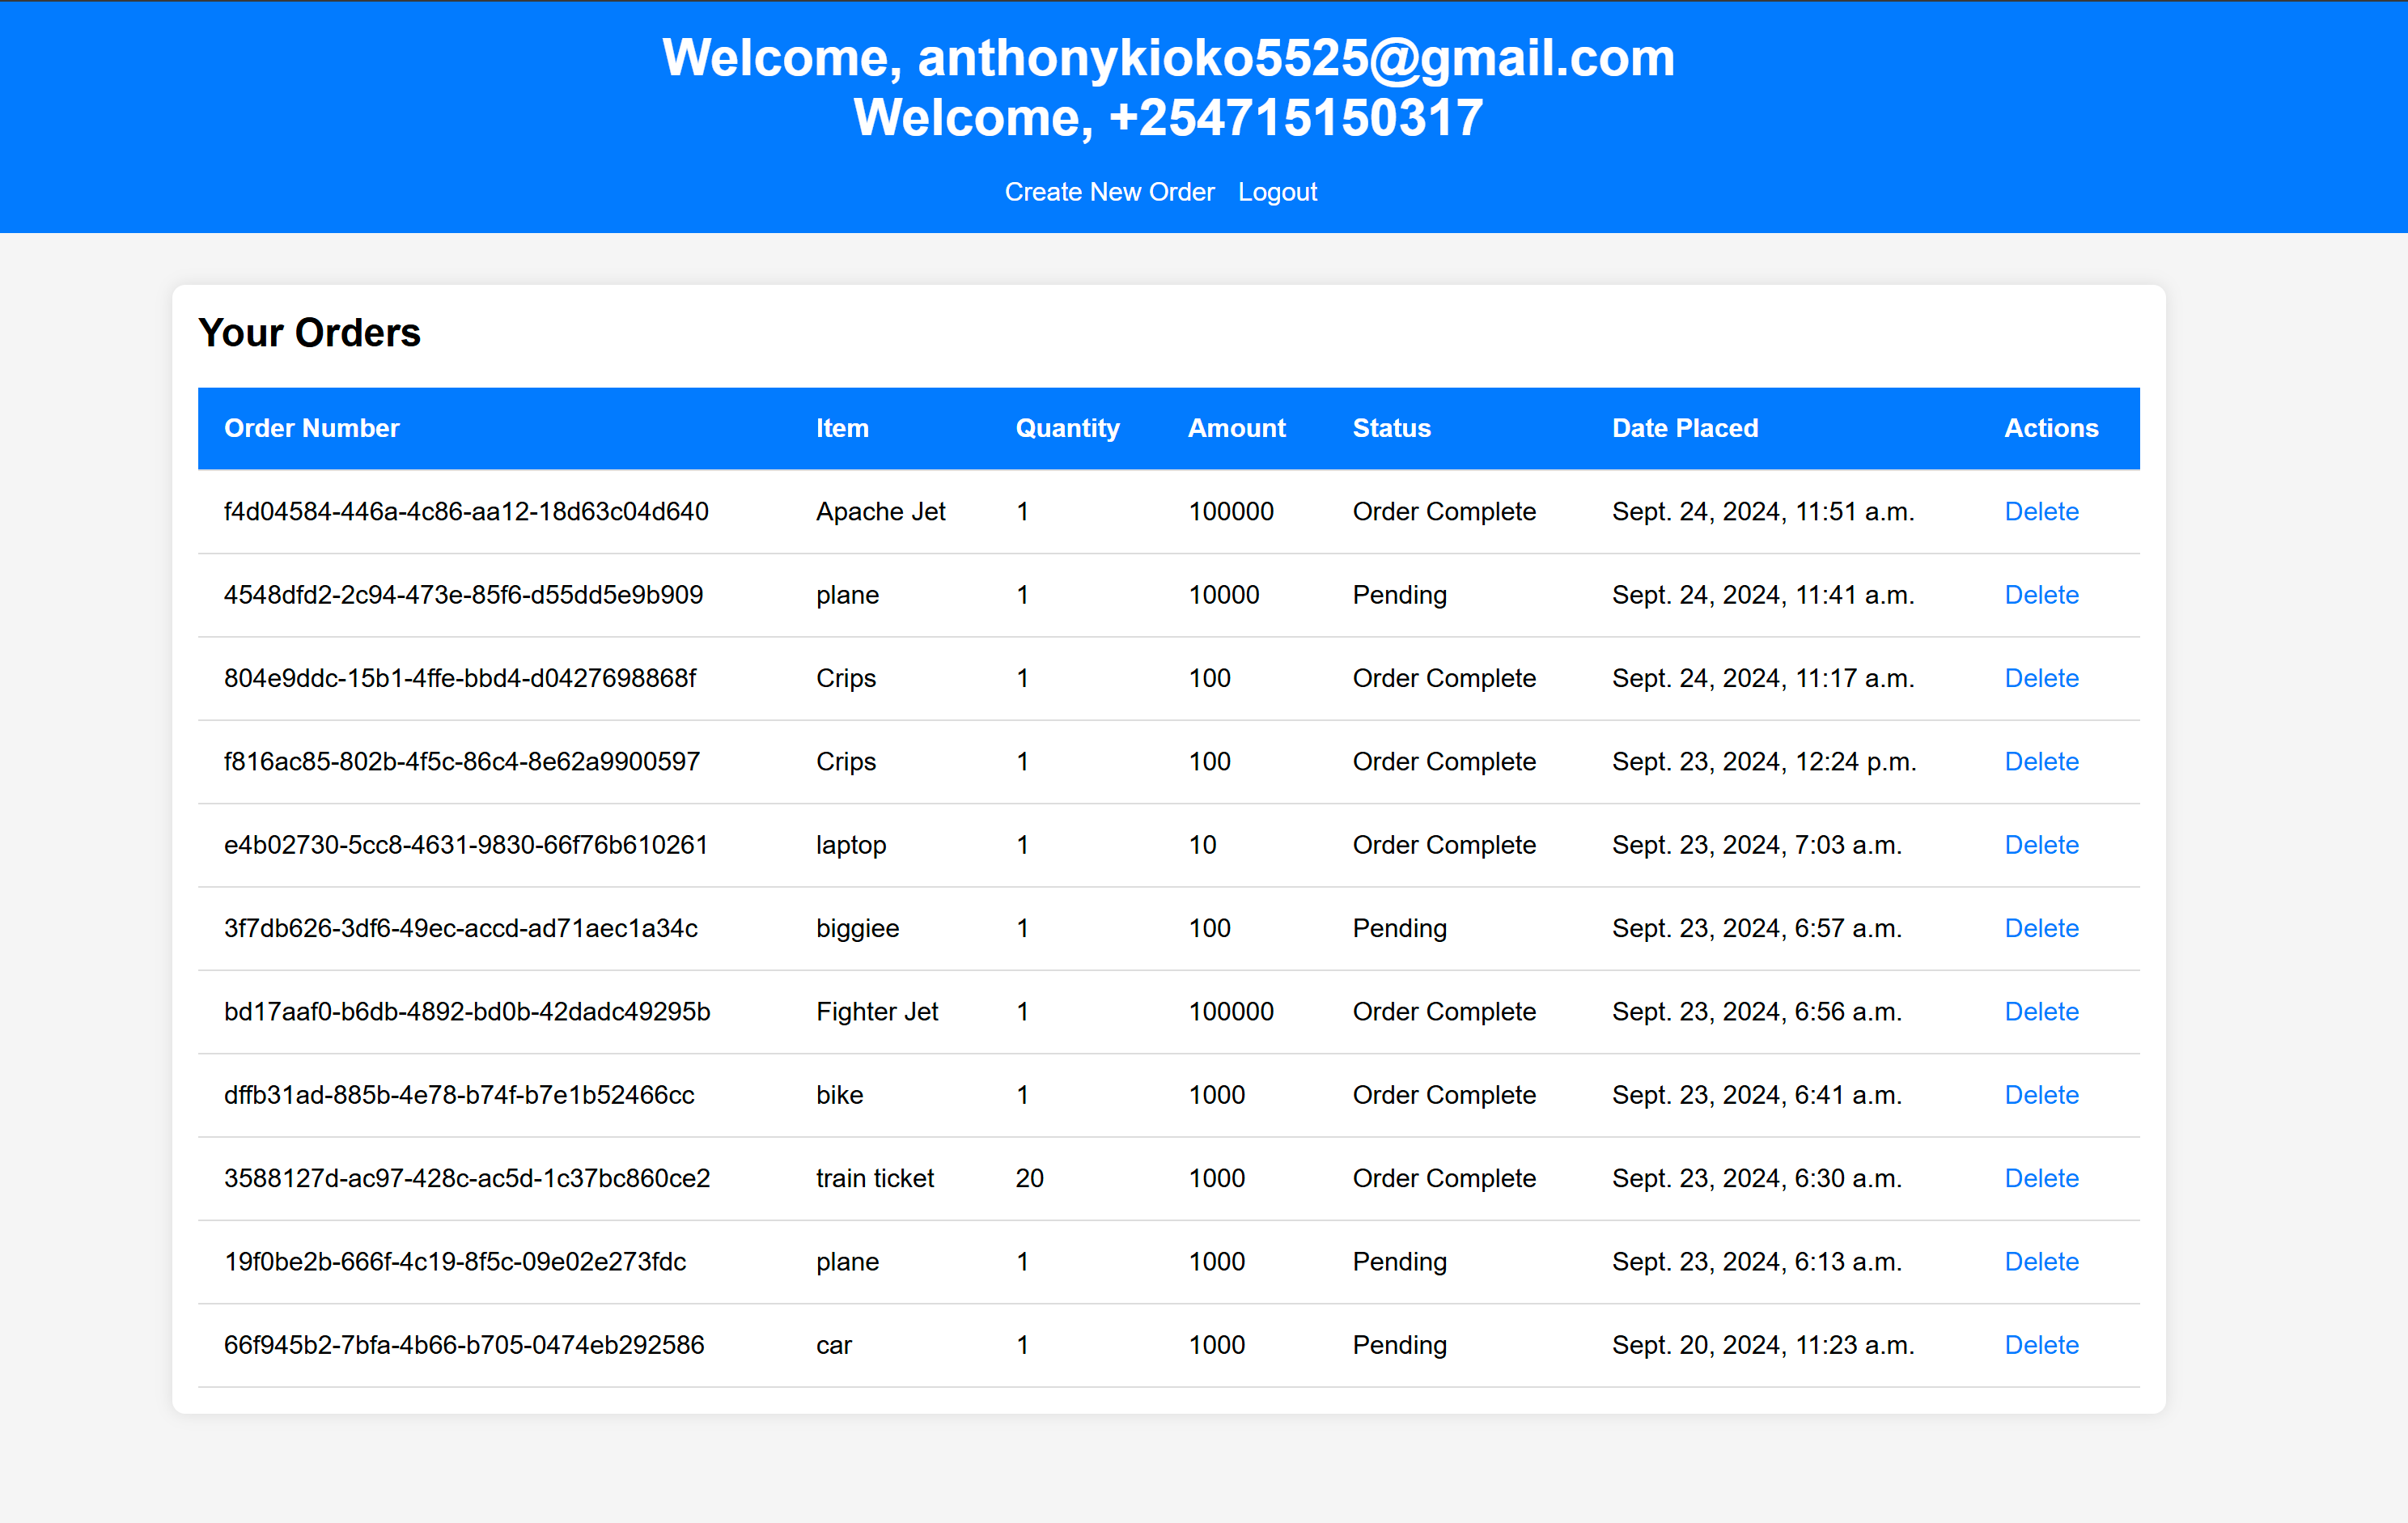 Welcome, anthonykioko5525@gmail.com
Welcome, +254715150317
Create New Order Logout
Your Orders
Order Number Item Quantity Amount Status Date Placed Actions
f4d04584-446a-4c86-aa12-18d63c04d640 Apache Jet 1 100000 Order Complete Sept. 24, 2024, 11:51 a.m. Delete
4548dfd2-2c94-473e-85f6-d55dd5e9b909 plane 1 10000 Pending Sept. 24, 2024, 11:41 a.m. Delete
804e9ddc-15b1-4ffe-bbd4-d0427698868f Crips 1 100 Order Complete Sept. 24, 2024, 11:17 a.m. Delete
f816ac85-802b-4f5c-86c4-8e62a9900597 Crips 1 100 Order Complete Sept. 23, 2024, 12:24 p.m. Delete
e4b02730-5cc8-4631-9830-66f76b610261 laptop 1 10 Order Complete Sept. 23, 2024, 7:03 a.m. Delete
3f7db626-3df6-49ec-accd-ad71aec1a34c biggiee 1 100 Pending Sept. 23, 2024, 6:57 a.m. Delete
bd17aaf0-b6db-4892-bd0b-42dadc49295b Fighter Jet 1 100000 Order Complete Sept. 23, 2024, 6:56 a.m. Delete
dffb31ad-885b-4e78-b74f-b7e1b52466cc bike 1 1000 Order Complete Sept. 23, 2024, 6:41 a.m. Delete
3588127d-ac97-428c-ac5d-1c37bc860ce2 train ticket 20 1000 Order Complete Sept. 23, 2024, 6:30 a.m. Delete
19f0be2b-666f-4c19-8f5c-09e02e273fdc plane 1 1000 Pending Sept. 23, 2024, 6:13 a.m. Delete
66f945b2-7bfa-4b66-b705-0474eb292586 car 1 1000 Pending Sept. 20, 2024, 11:23 a.m. Delete